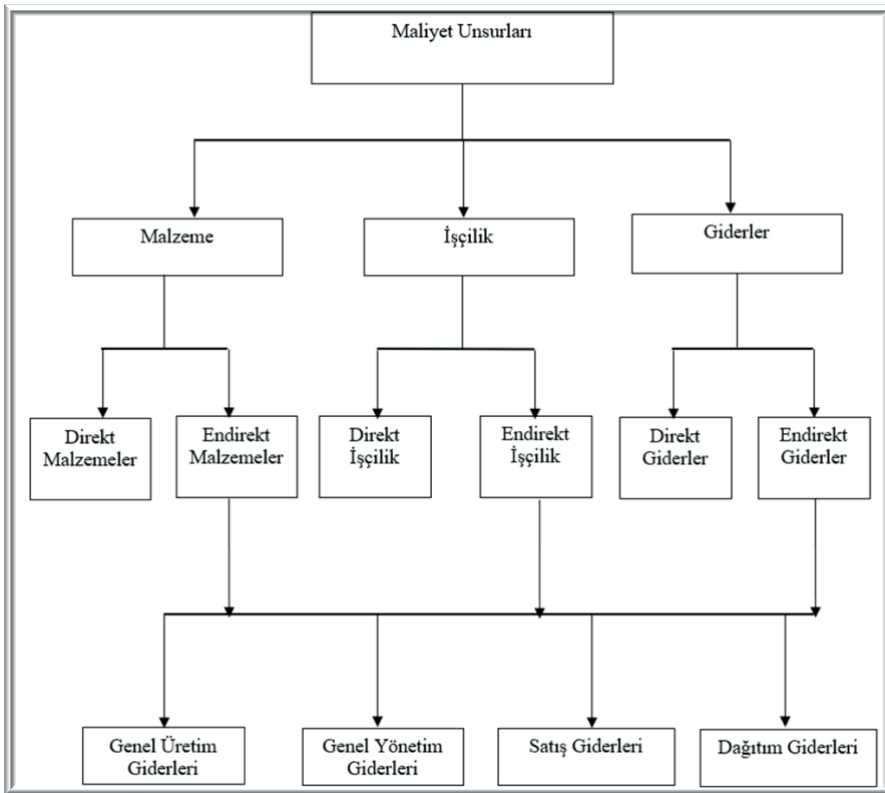 Maliyet Unsurları
Malzeme
İşçilik
Giderler
Direkt
Malzemeler
Endirekt
Malzemeler
Direkt
İşçilik
Endirekt
İşçilik
Direkt
Giderler
Endirekt
Giderler
Genel Üretim
Giderleri
Genel Yönetim
Giderleri
Satış Giderleri
Dağıtım Giderleri